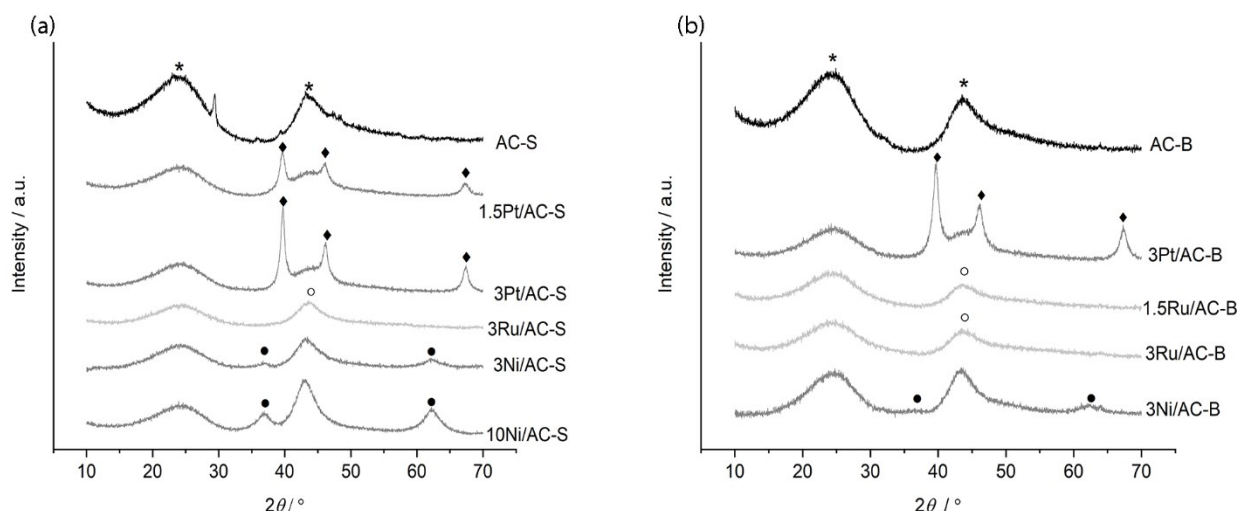 (a)
*
*
AC-S
♦
♦
♦
1.5Pt/AC-S
♦
♦
♦
3Pt/AC-S
○
3Ru/AC-S
●
●
3Ni/AC-S
●
●
10Ni/AC-S
Intensity / a.u.
10 20 30 40 50 60 70
2θ / °
(b)
*
*
AC-B
♦
♦
♦
3Pt/AC-B
○
1.5Ru/AC-B
○
3Ru/AC-B
●
●
3Ni/AC-B
Intensity / a.u.
10 20 30 40 50 60 70
2θ / °